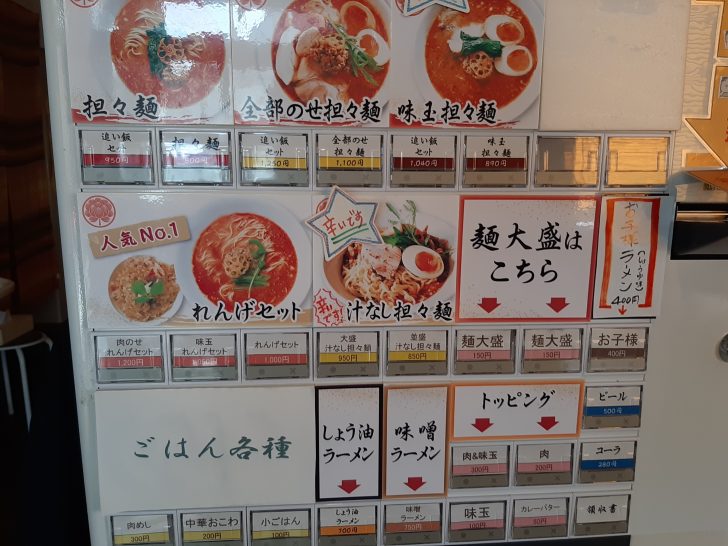 担々麺
全部のせ担々麺
味玉担々麺
追い飯
セット
950円
担々麺
800円
追い飯
セット
1,250円
全部のせ
担々麺
1,100円
追い飯
セット
1,040円
味玉
担々麺
890円
人気No.1
れんげセット
辛いです
辛いです!
汁なし担々麺
麺大盛は
こちら
お子様
ラーメン
(しょうゆ味)
400円
肉のせ
れんげセット
1,200円
味玉
れんげセット
れんげセット
1,000円
大盛
汁なし担々麺
950円
並盛
汁なし担々麺
850円
麺大盛
150円
麺大盛
150円
お子様
400円
ごはん各種
しょう油
ラーメン
味噌
ラーメン
トッピング
ビール
500円
肉&味玉
300円
肉
200円
コーラ
280円
肉めし
300円
中華おこわ
200円
小ごはん
100円
しょう油
ラーメン
700円
味噌
ラーメン
750円
味玉
100円
カレーバター
80円
領収書